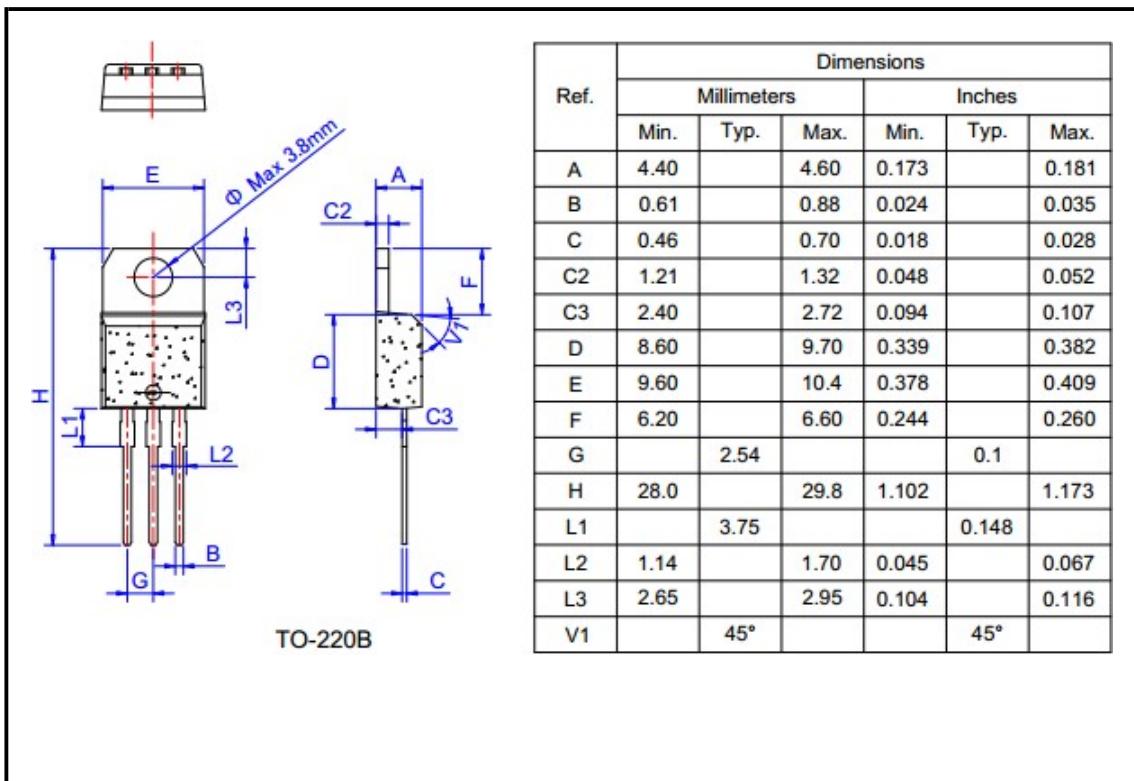 E
Φ Max 3.8mm
A
C2
L3
F
V1
D
H
L1
C3
L2
B
G
C
TO-220B
Ref. Dimensions
Millimeters Inches
Min. Typ. Max. Min. Typ. Max.
A 4.40 4.60 0.173 0.181
B 0.61 0.88 0.024 0.035
C 0.46 0.70 0.018 0.028
C2 1.21 1.32 0.048 0.052
C3 2.40 2.72 0.094 0.107
D 8.60 9.70 0.339 0.382
E 9.60 10.4 0.378 0.409
F 6.20 6.60 0.244 0.260
G 2.54 0.1
H 28.0 29.8 1.102 1.173
L1 3.75 0.148
L2 1.14 1.70 0.045 0.067
L3 2.65 2.95 0.104 0.116
V1 45° 45°